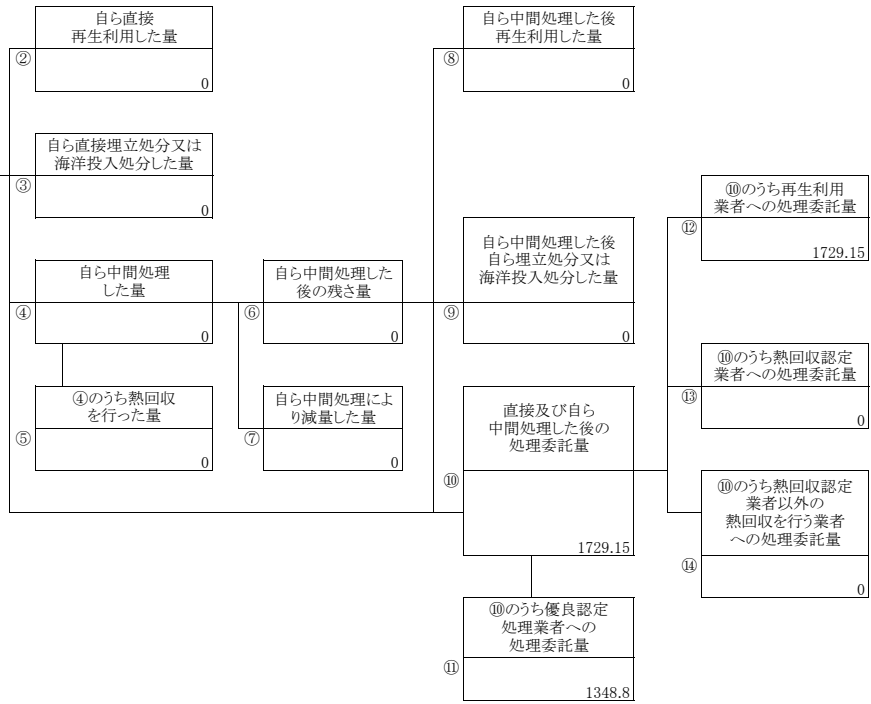 自ら直接
再生利用した量
②
0
自ら直接埋立処分又は
海洋投入処分した量
③
0
自ら中間処理
した量
④
0
④のうち熱回収
を行った量
⑤
0
自ら中間処理した
後の残さ量
⑥
0
自ら中間処理によ
り減量した量
⑦
0
自ら中間処理した後
再生利用した量
⑧
0
自ら中間処理した後
自ら埋立処分又は
海洋投入処分した量
⑨
0
直接及び自ら
中間処理した後の
処理委託量
⑩
1729.15
⑩のうち優良認定
処理業者への
処理委託量
⑪
1348.8
⑩のうち再生利用
業者への処理委託量
⑫
1729.15
⑩のうち熱回収認定
業者への処理委託量
⑬
0
⑩のうち熱回収認定
業者以外の
熱回収を行う業者
への処理委託量
⑭
0